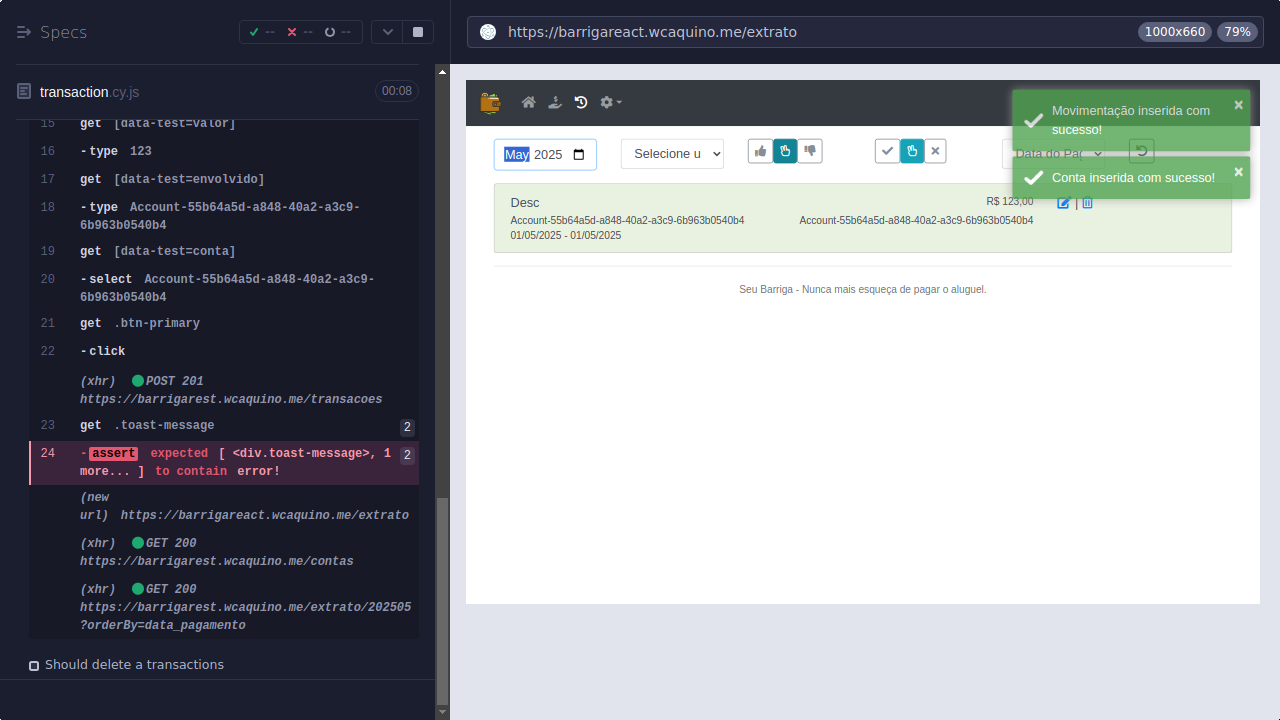 Specs
--
--
--
https://barrigareact.wcaquino.me/extrato
1000x660
79%
transaction.cy.js
00:08
15 get [data-test=valor]
16 -type 123
17 get [data-test=envolvido]
18 -type Account-55b64a5d-a848-40a2-a3c9-
6b963b0540b4
19 get [data-test=conta]
20 -select Account-55b64a5d-a848-40a2-a3c9-
6b963b0540b4
21 get .btn-primary
22 -click
(xhr) POST 201
https://barrigarest.wcaquino.me/transacoes
23 get .toast-message 2
24 -assert expected [ <div.toast-message>, 1 2
more... ] to contain error!
(new
url) https://barrigareact.wcaquino.me/extrato
(xhr) GET 200
https://barrigarest.wcaquino.me/contas
(xhr) GET 200
https://barrigarest.wcaquino.me/extrato/202505
?orderBy=data_pagamento
Should delete a transactions
Movimentação inserida com
sucesso!
×
May 2025
Selecione u
Data do Pag
Conta inserida com sucesso!
×
Desc
R$ 123,00
|
Account-55b64a5d-a848-40a2-a3c9-6b963b0540b4
Account-55b64a5d-a848-40a2-a3c9-6b963b0540b4
01/05/2025 - 01/05/2025
Seu Barriga - Nunca mais esqueça de pagar o aluguel.